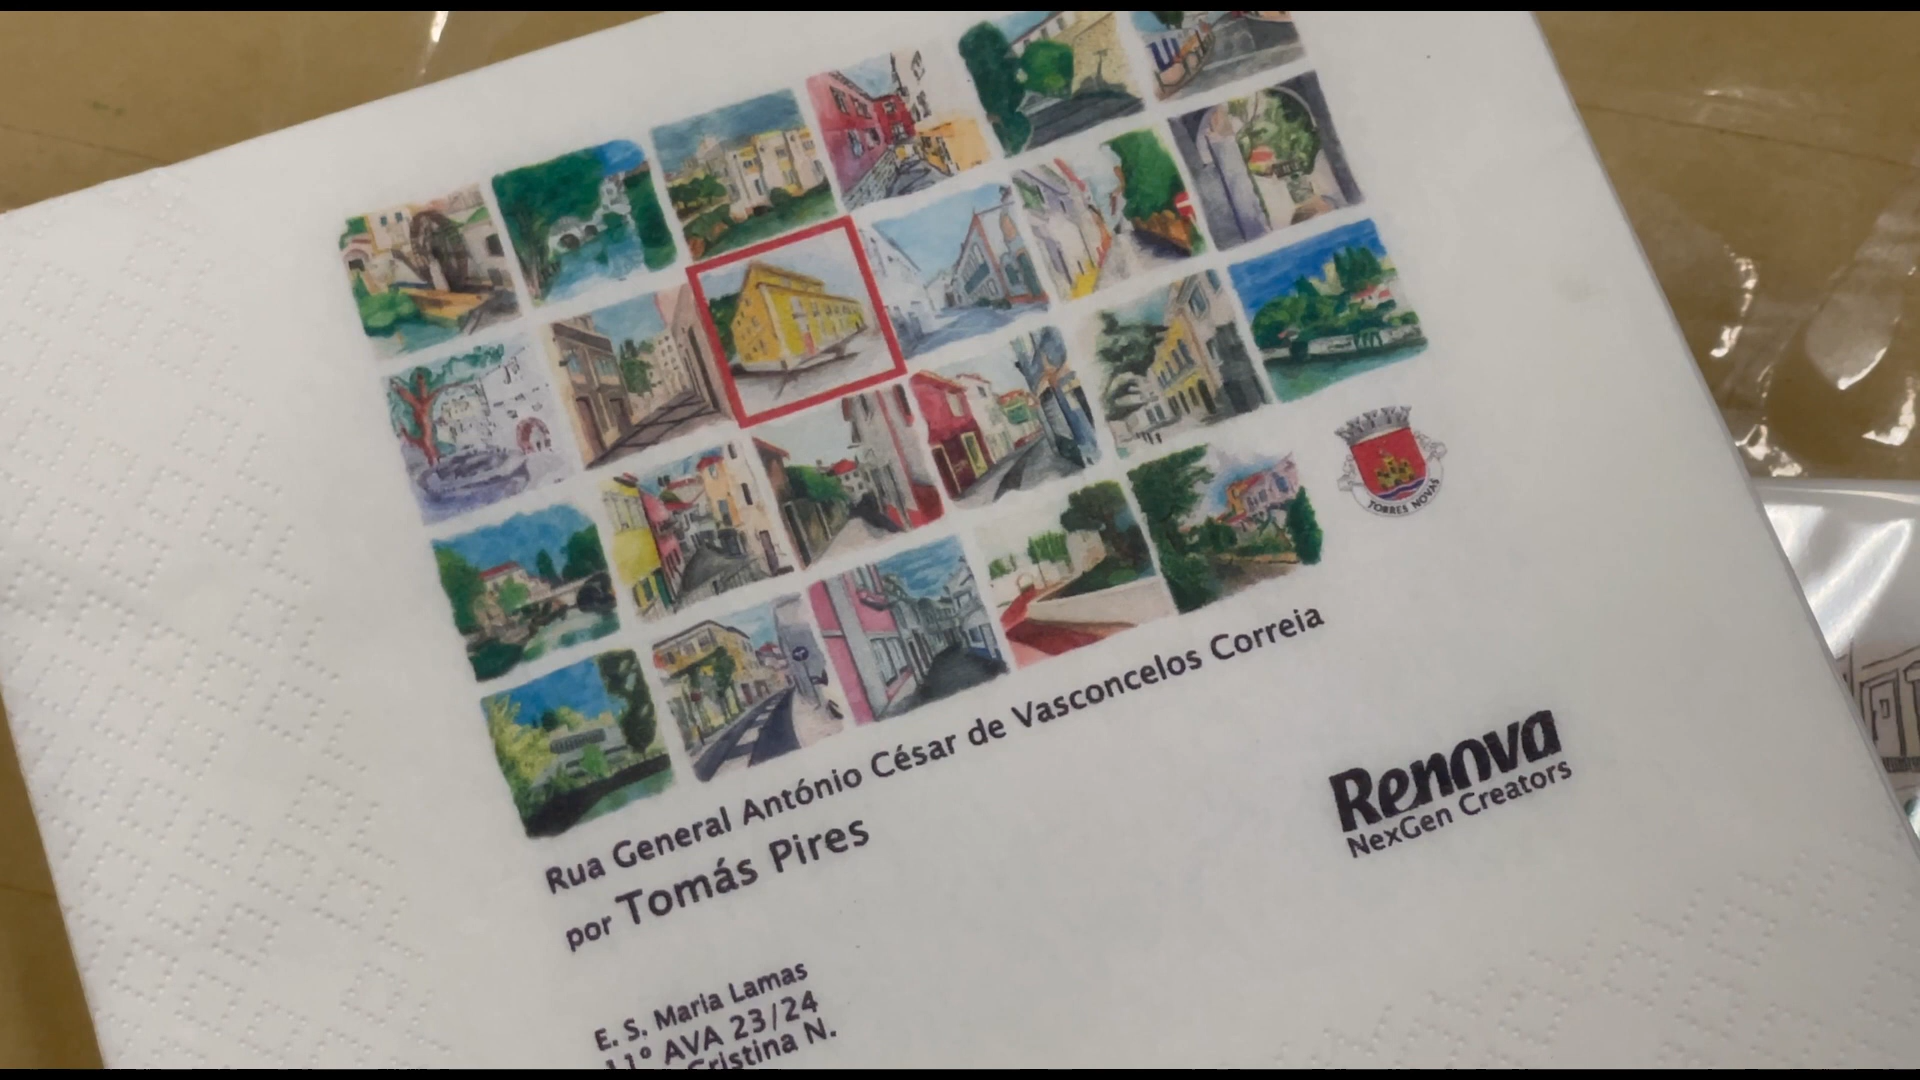 TORRES NOVAS
Rua General António César de Vasconcelos Correia
por Tomás Pires
Renova
NexGen Creators
E. S. Maria Lamas
11º AVA 23/24
Cristina N.